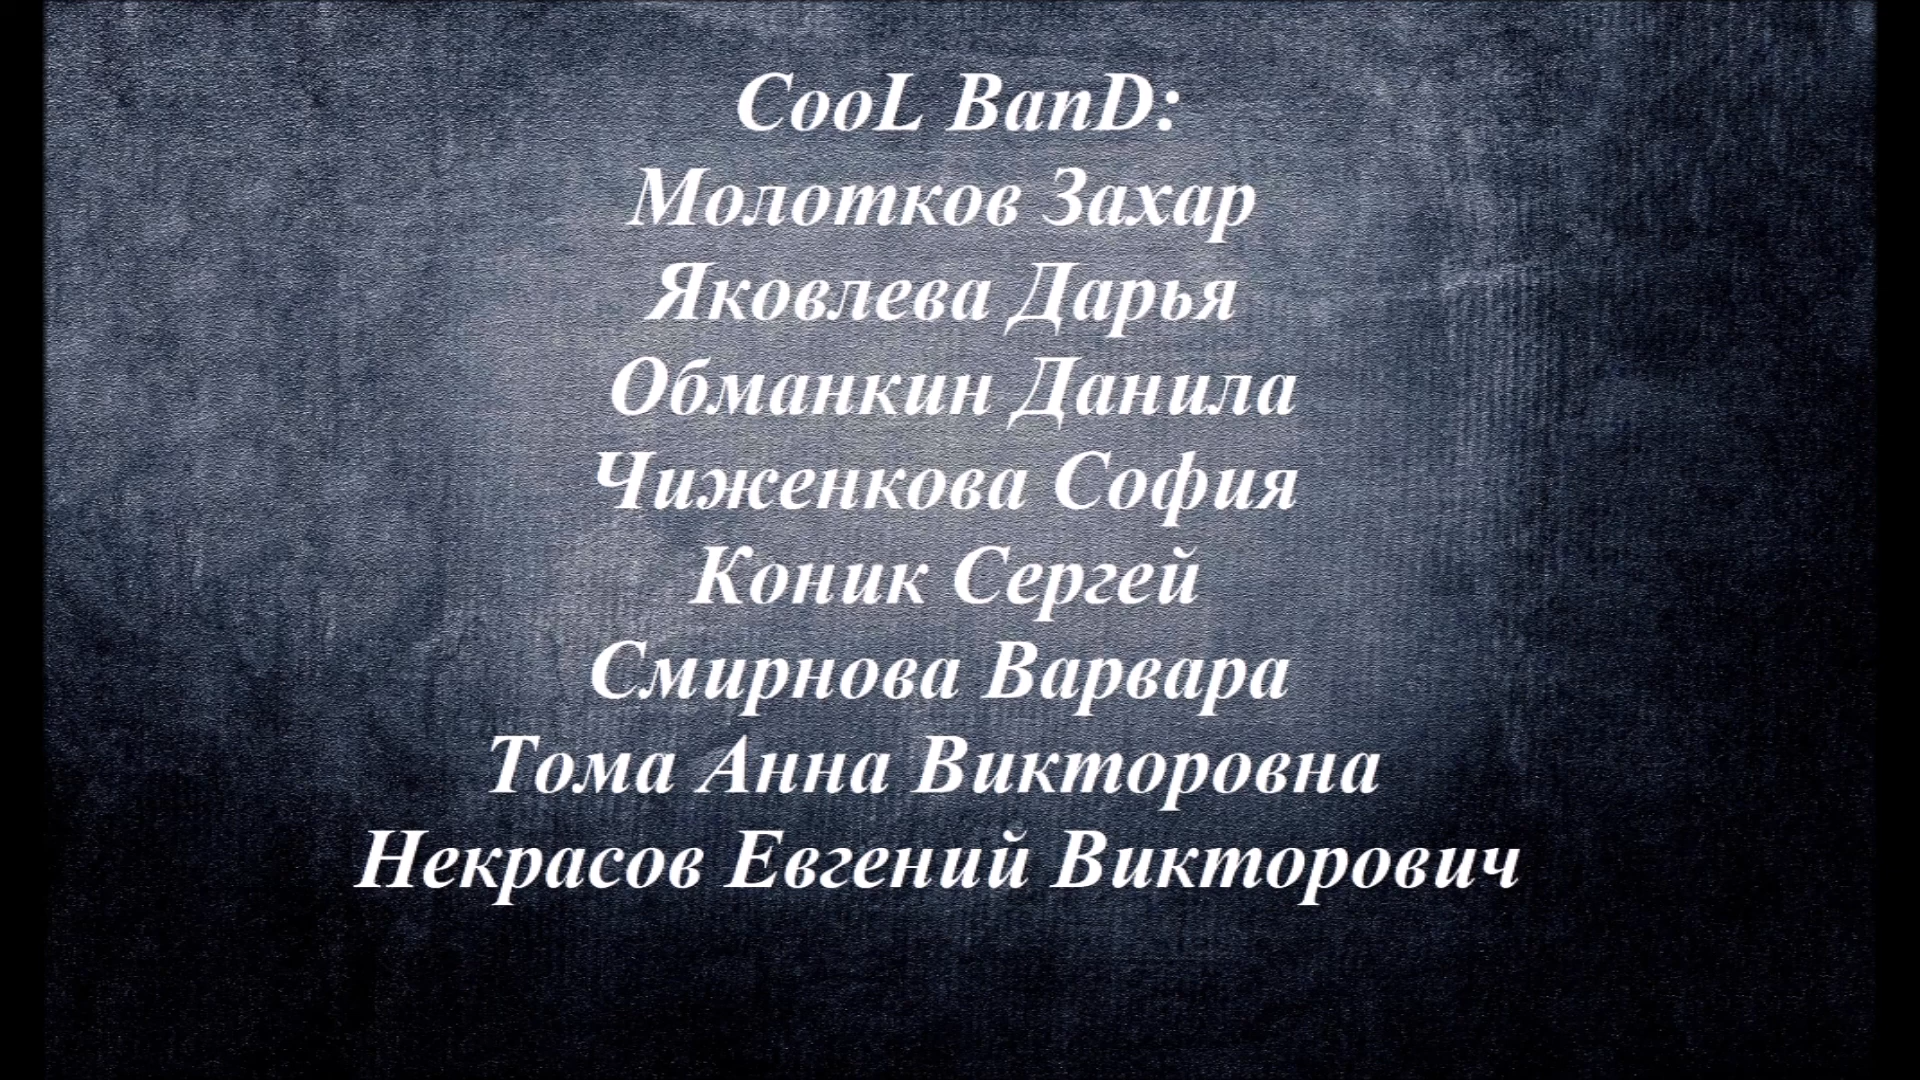 CooL BanD:
Молотков Захар
Яковлева Дарья
Обманкин Данила
Чиженкова София
Коник Сергей
Смирнова Варвара
Тома Анна Викторовна
Некрасов Евгений Викторович